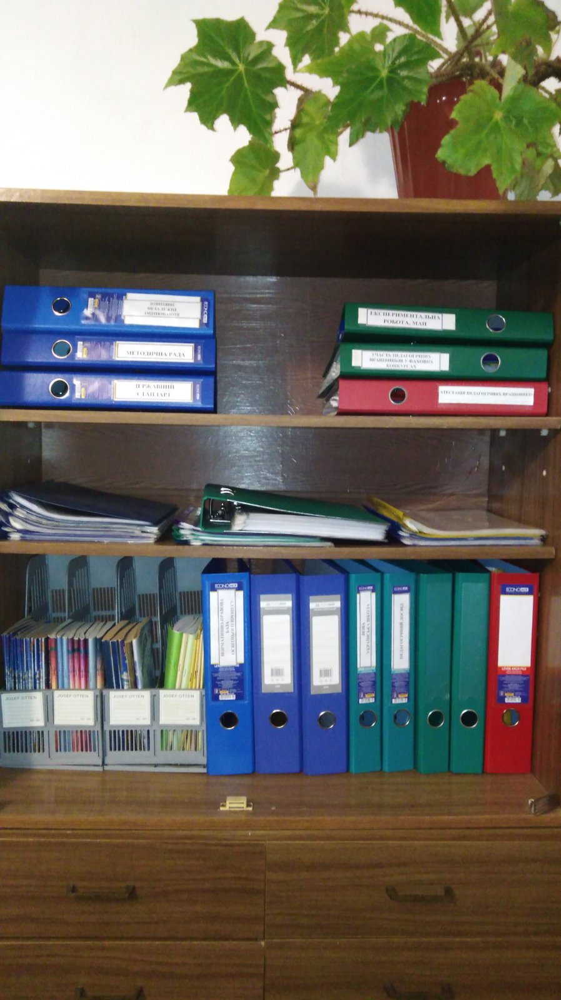 ЗОВНІШНЄ
НЕЗАЛЕЖНЕ
ОЦІНЮВАННЯ
МЕТОДИЧНА РАДА
ДЕРЖАВНИЙ
СТАНДАРТ
ЕКСПЕРИМЕНТАЛЬНА
РОБОТА, МАН
УЧАСТЬ ПЕДАГОГІЧНИХ
ПРАЦІВНИКІВ У ФАХОВИХ
КОНКУРСАХ
АТЕСТАЦІЯ ПЕДАГОГІЧНИХ ПРАЦІВНИКІВ
JOSEF OTTEN
JOSEF OTTEN
JOSEF OTTEN
JOSEF OTTEN
ECONOMIX
НОРМАТИВНО-ПРАВОВА
БАЗА
ОСВІТНЬОГО ПРОЦЕСУ
ECONOMIX
НОВА
УКРАЇНСЬКА ШКОЛА
ECONOMIX
ПЕДАГОГІЧНИЙ ДОСВІД
ECONOMIX
LEVER ARCH FILE